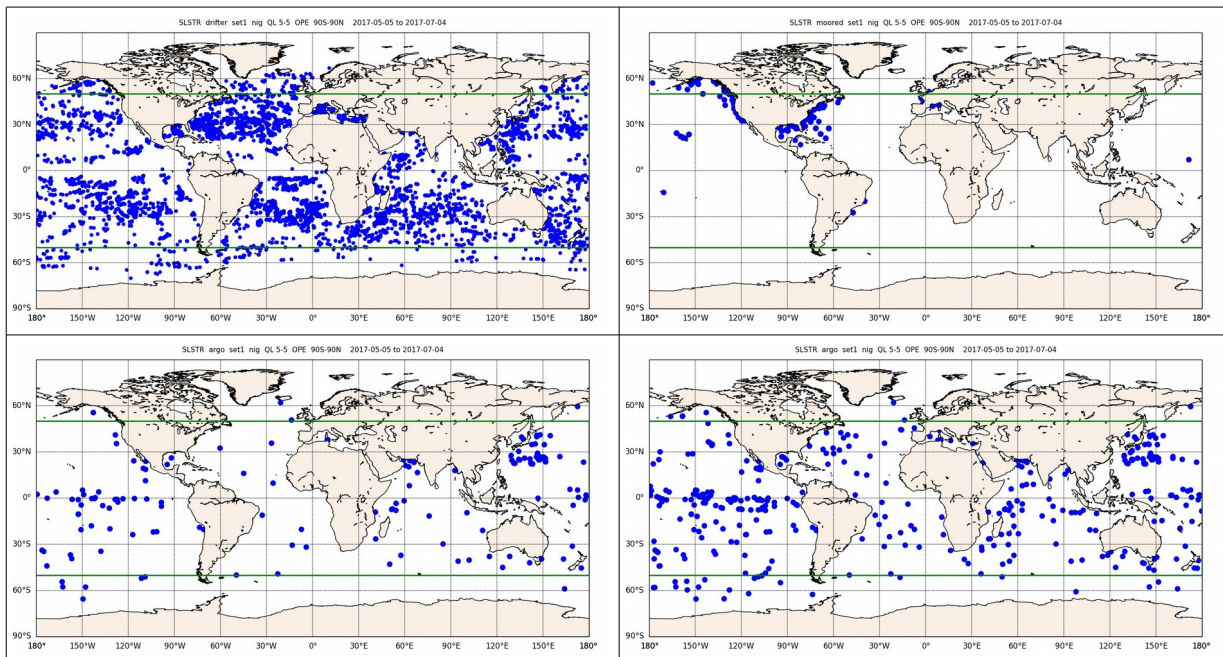 SLSTR drifter set1 nig QL 5-5 OPE 90S-90N 2017-05-05 to 2017-07-04
60°N
30°N
0°
30°S
60°S
90°S
180° 150°W 120°W 90°W 60°W 30°W 0° 30°E 60°E 90°E 120°E 150°E 180°
SLSTR moored set1 nig QL 5-5 OPE 90S-90N 2017-05-05 to 2017-07-04
60°N
30°N
0°
30°S
60°S
90°S
180° 150°W 120°W 90°W 60°W 30°W 0° 30°E 60°E 90°E 120°E 150°E 180°
SLSTR argo set1 nig QL 5-5 OPE 90S-90N 2017-05-05 to 2017-07-04
60°N
30°N
0°
30°S
60°S
90°S
180° 150°W 120°W 90°W 60°W 30°W 0° 30°E 60°E 90°E 120°E 150°E 180°
SLSTR argo set1 nig QL 5-5 OPE 90S-90N 2017-05-05 to 2017-07-04
60°N
30°N
0°
30°S
60°S
90°S
180° 150°W 120°W 90°W 60°W 30°W 0° 30°E 60°E 90°E 120°E 150°E 180°